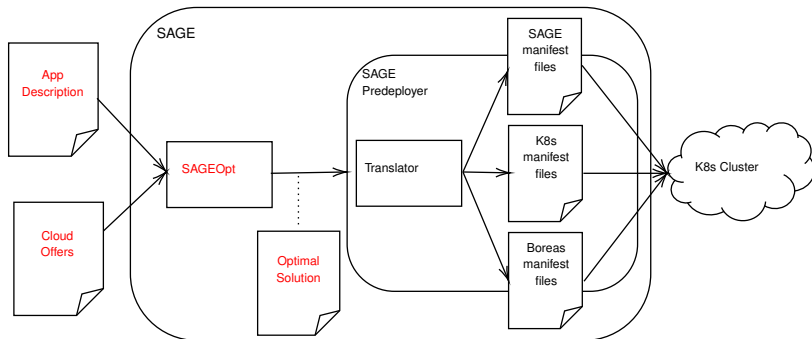 SAGE
App
Description
Cloud
Offers
SAGEOpt
Optimal
Solution
SAGE
Predeployer
Translator
SAGE
manifest
files
K8s
manifest
files
Boreas
manifest
files
K8s Cluster